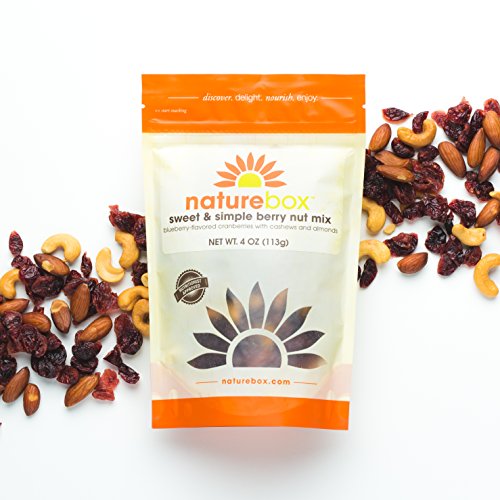 discover. delight. nourish. enjoy.
naturebox
sweet & simple berry nut mix
blueberry-flavored cranberries with cashews and almonds
NET WT. 4 OZ (113g)
naturebox.com